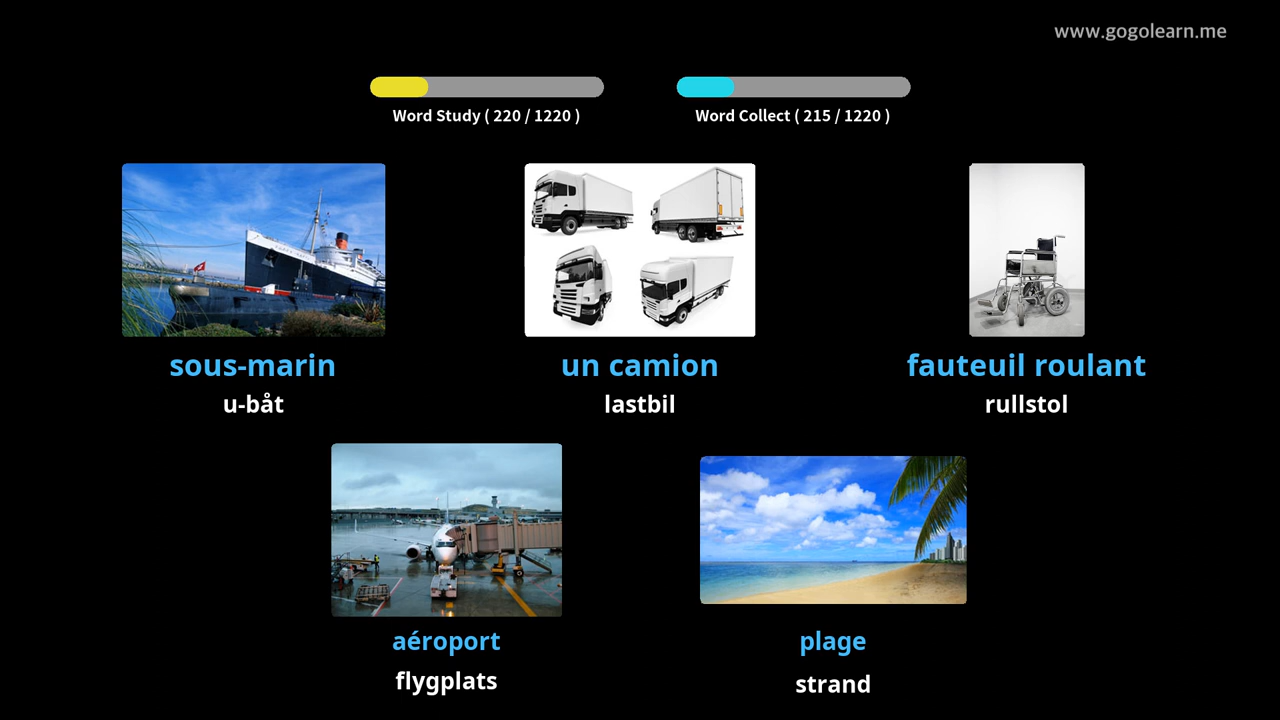 www.gogolearn.me
Word Study ( 220 / 1220 )
Word Collect ( 215 / 1220 )
sous-marin
u-båt
un camion
lastbil
fauteuil roulant
rullstol
aéroport
flygplats
plage
strand